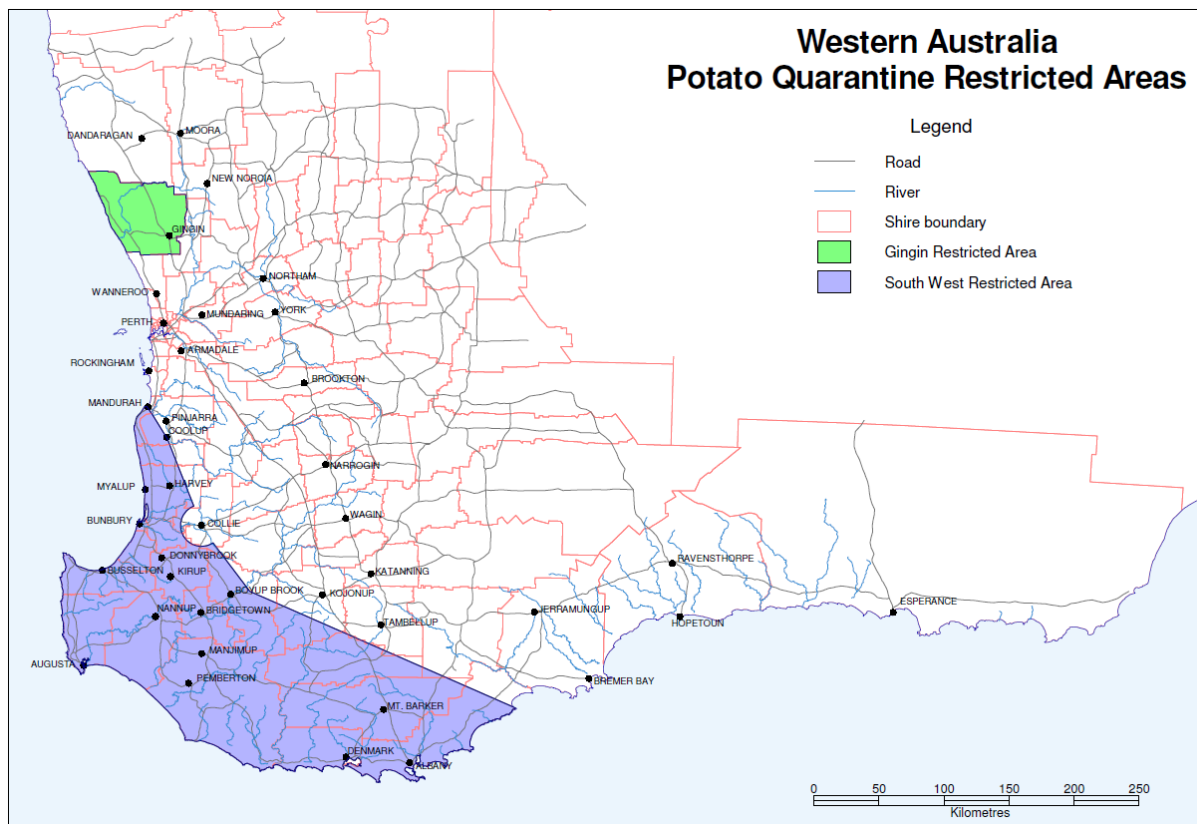 Western Australia
Potato Quarantine Restricted Areas
Legend
Road
River
Shire boundary
Gingin Restricted Area
South West Restricted Area
DANDARAGAN
MOORA
NEW NORCIA
GINGIN
NORTHAM
WANNEROO
MUNDARING
YORK
PERTH
ARMADALE
ROCKINGHAM
BROOKTON
MANDURAH
PINJARRA
COOLUP
NARROGIN
MYALUP
HARVEY
WAGIN
BUNBURY
COLLIE
DONNYBROOK
RAVENSTHORPE
BUSSELTON
KIRUP
KATANNING
BOYUP BROOK
KOJONUP
ESPERANCE
NANNUP
BRIDGETOWN
JERRAMUNGUP
HOPETOUN
TAMBELLUP
MANJIMUP
AUGUSTA
PEMBERTON
BREMER BAY
MT. BARKER
DENMARK
ALBANY
0 50 100 150 200 250
Kilometres